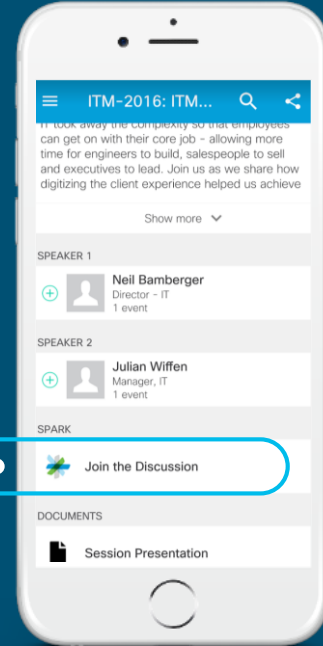 ITM-2016: ITM...
IT took away the complexity so that employees
can get on with their core job - allowing more
time for engineers to build, salespeople to sell
and executives to lead. Join us as we share how
digitizing the client experience helped us achieve
Show more
SPEAKER 1
Neil Bamberger
Director - IT
1 event
SPEAKER 2
Julian Wiffen
Manager, IT
1 event
SPARK
Join the Discussion
DOCUMENTS
Session Presentation